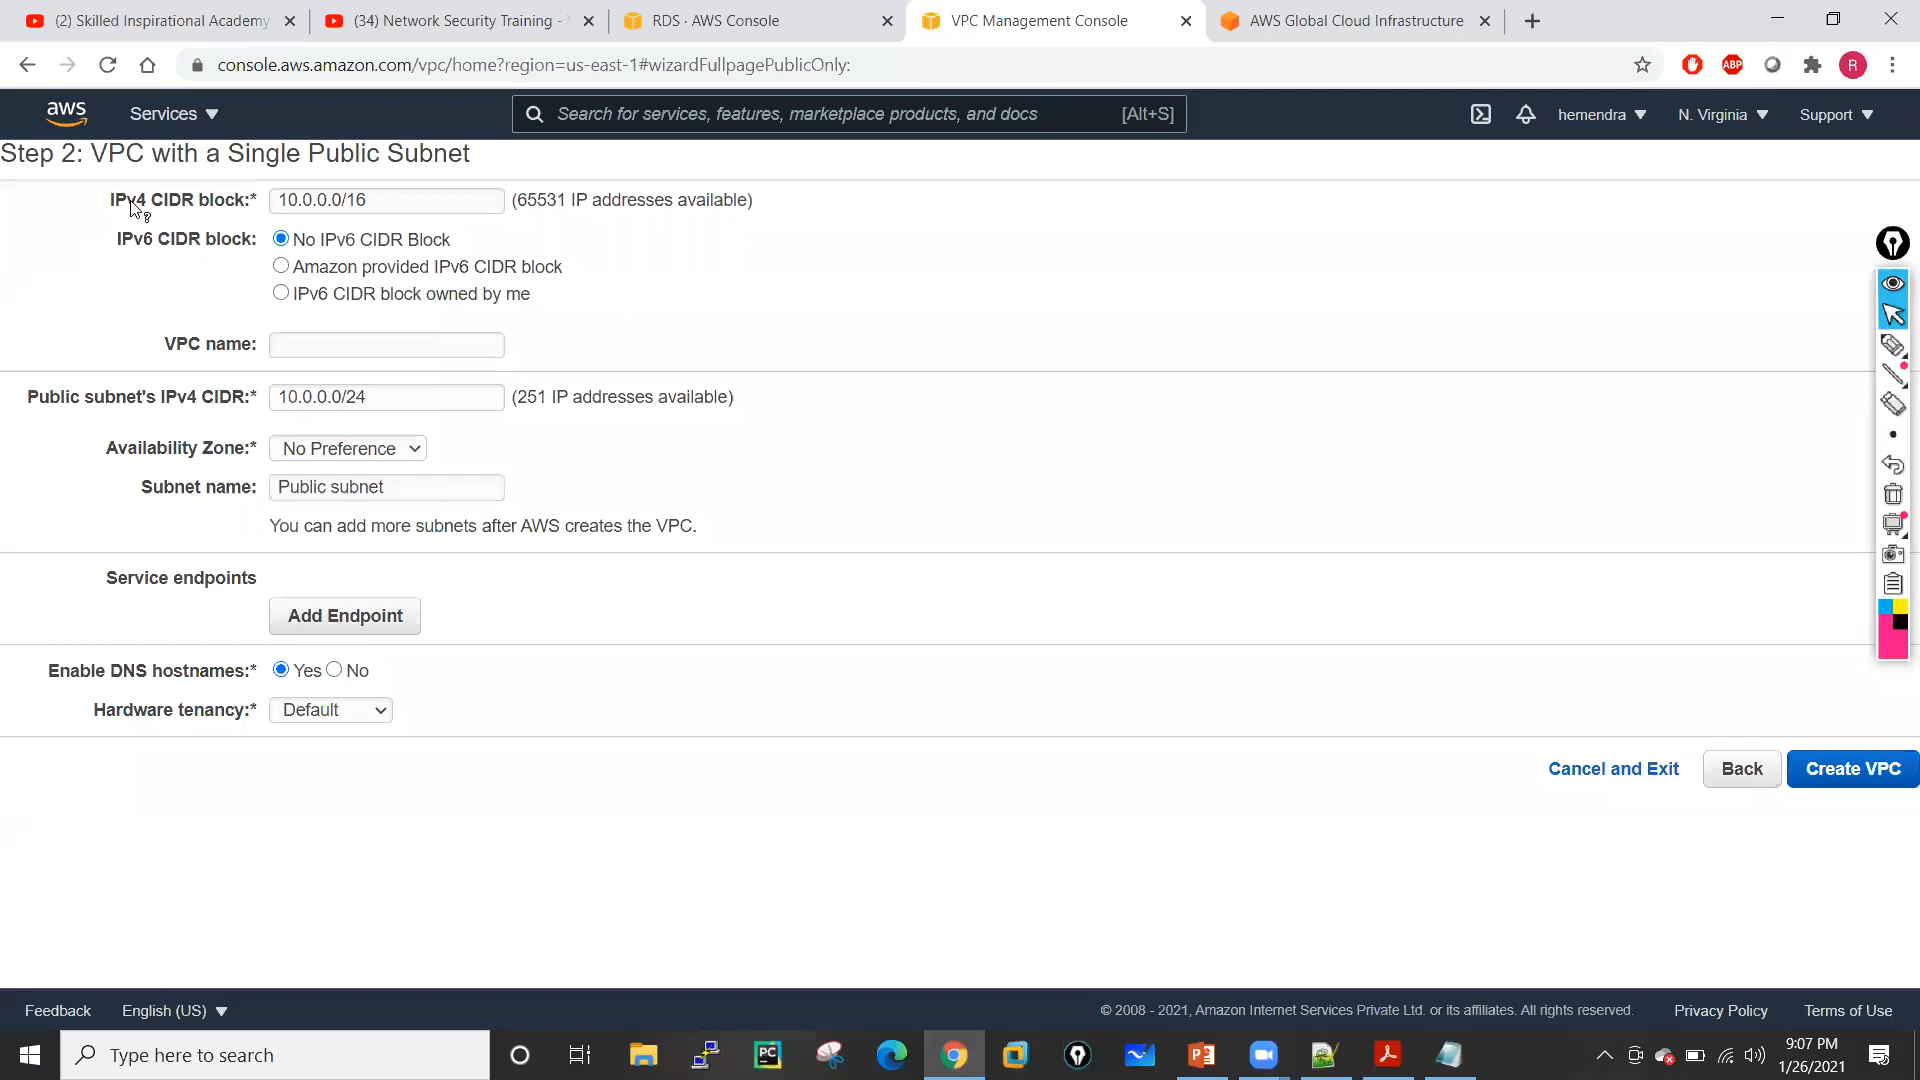 (2) Skilled Inspirational Academy
(34) Network Security Training -
RDS · AWS Console
VPC Management Console
AWS Global Cloud Infrastructure
console.aws.amazon.com/vpc/home?region=us-east-1#wizardFullpagePublicOnly:
ABP
R
aws
Services
Search for services, features, marketplace products, and docs
[Alt+S]
hemendra
N. Virginia
Support
Step 2: VPC with a Single Public Subnet
IPv4 CIDR block:* 10.0.0.0/16 (65531 IP addresses available)
IPv6 CIDR block: No IPv6 CIDR Block
Amazon provided IPv6 CIDR block
IPv6 CIDR block owned by me
VPC name:
Public subnet's IPv4 CIDR:* 10.0.0.0/24 (251 IP addresses available)
Availability Zone:* No Preference
Subnet name: Public subnet
You can add more subnets after AWS creates the VPC.
Service endpoints
Add Endpoint
Enable DNS hostnames:* Yes No
Hardware tenancy:* Default
Cancel and Exit
Back
Create VPC
Feedback
English (US)
© 2008 - 2021, Amazon Internet Services Private Ltd. or its affiliates. All rights reserved.
Privacy Policy
Terms of Use
Type here to search
PC
9:07 PM
1/26/2021